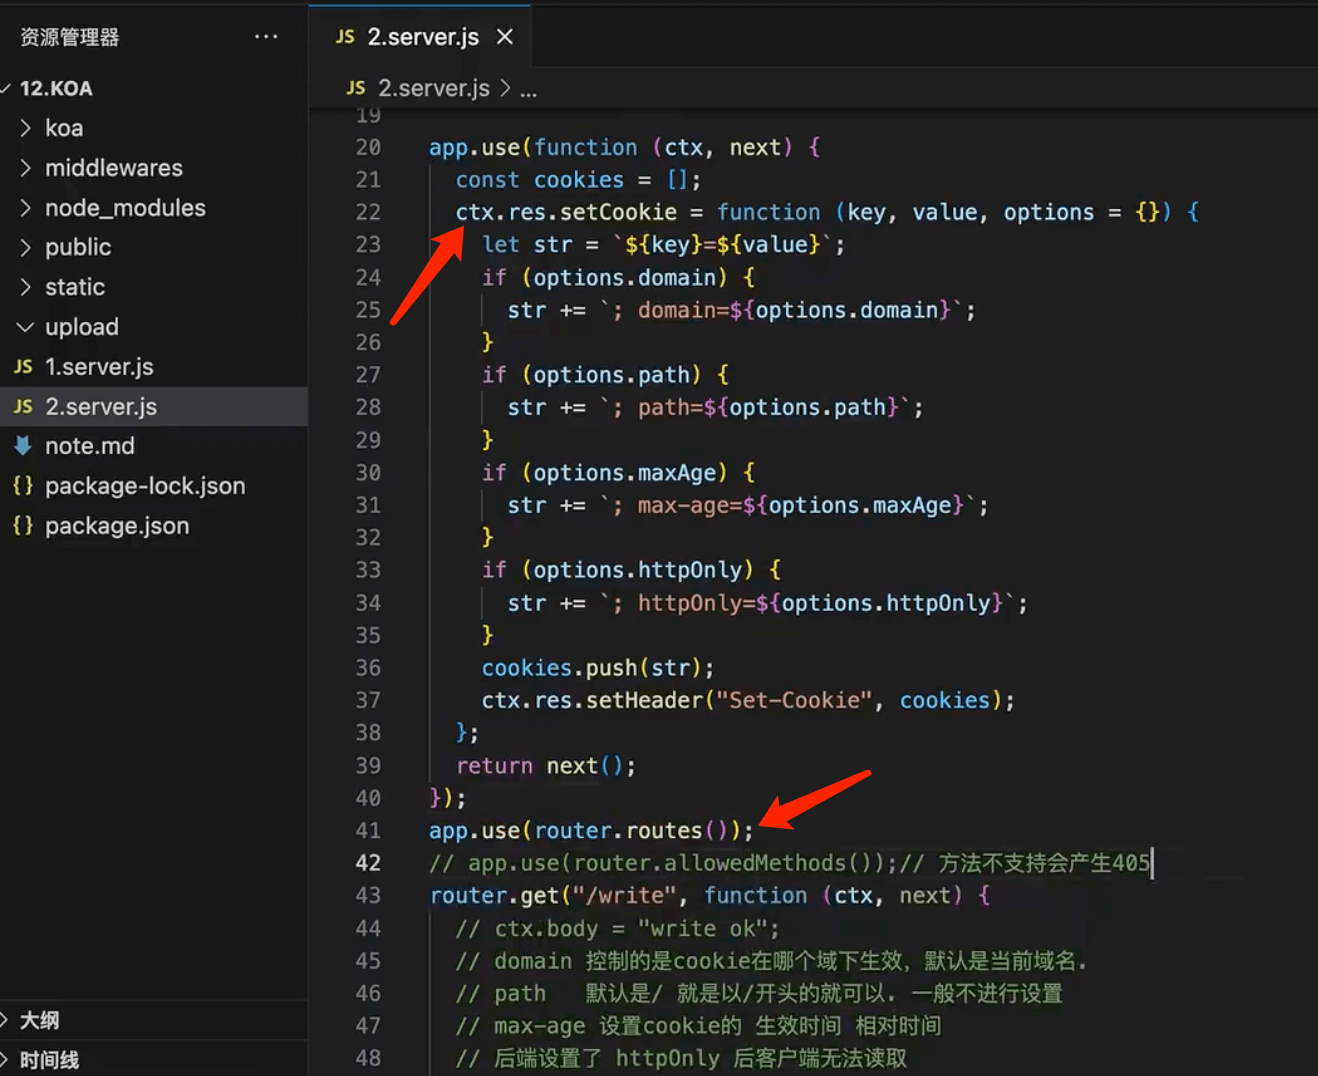 资源管理器
...
12.KOA
koa
middlewares
node_modules
public
static
upload
JS 1.server.js
JS 2.server.js
note.md
{} package-lock.json
{} package.json
大纲
时间线
JS 2.server.js ×
JS 2.server.js > ...
19
20 app.use(function (ctx, next) {
21 const cookies = [];
22 ctx.res.setCookie = function (key, value, options = {}) {
23 let str = `${key}=${value}`;
24 if (options.domain) {
25 str += `; domain=${options.domain}`;
26 }
27 if (options.path) {
28 str += `; path=${options.path}`;
29 }
30 if (options.maxAge) {
31 str += `; max-age=${options.maxAge}`;
32 }
33 if (options.httpOnly) {
34 str += `; httpOnly=${options.httpOnly}`;
35 }
36 cookies.push(str);
37 ctx.res.setHeader("Set-Cookie", cookies);
38 };
39 return next();
40 });
41 app.use(router.routes());
42 // app.use(router.allowedMethods());// 方法不支持会产生405
43 router.get("/write", function (ctx, next) {
44 // ctx.body = "write ok";
45 // domain 控制的是cookie在哪个域下生效，默认是当前域名.
46 // path 默认是/ 就是以/开头的就可以. 一般不进行设置
47 // max-age 设置cookie的 生效时间 相对时间
48 // 后端设置了 httpOnly 后客户端无法读取